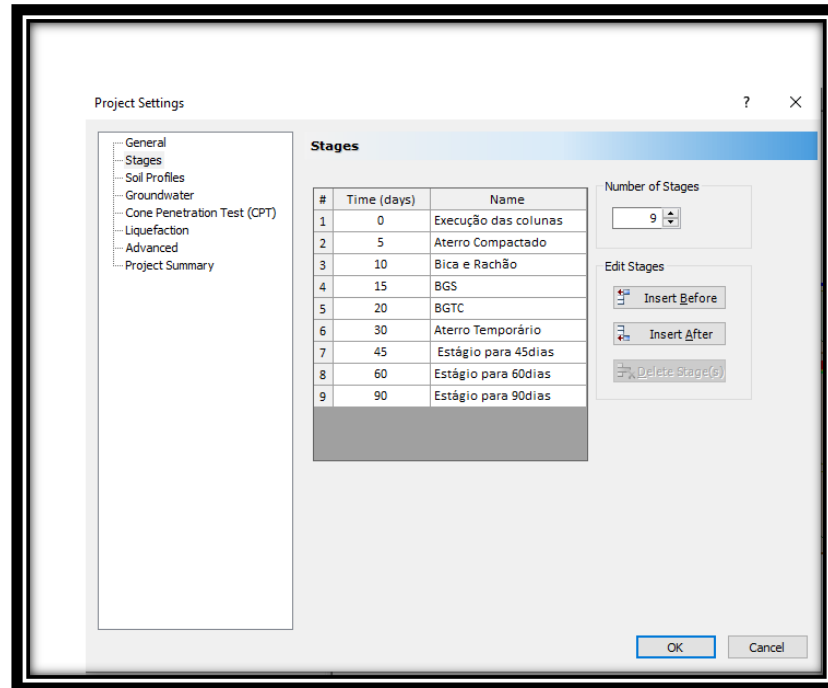 Project Settings
?
General
Stages
Soil Profiles
Groundwater
Cone Penetration Test (CPT)
Liquefaction
Advanced
Project Summary
Stages
# Time (days) Name
1 0 Execução das colunas
2 5 Aterro Compactado
3 10 Bica e Rachão
4 15 BGS
5 20 BGTC
6 30 Aterro Temporário
7 45 Estágio para 45dias
8 60 Estágio para 60dias
9 90 Estágio para 90dias
Number of Stages
9
Edit Stages
Insert Before
Insert After
Delete Stage(s)
OK Cancel